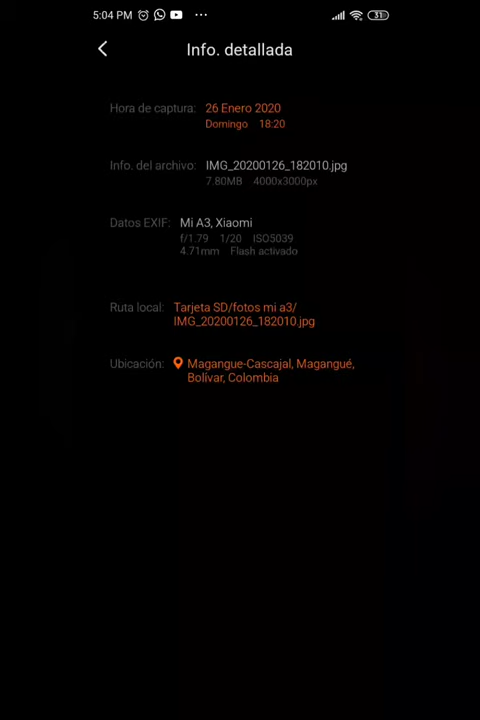 5:04 PM ... 31
Info. detallada
Hora de captura: 26 Enero 2020
Domingo 18:20
Info. del archivo: IMG_20200126_182010.jpg
7.80MB 4000x3000px
Datos EXIF: Mi A3, Xiaomi
f/1.79 1/20 ISO5039
4.71mm Flash activado
Ruta local: Tarjeta SD/fotos mi a3/
IMG_20200126_182010.jpg
Ubicación: Magangue-Cascajal, Magangué,
Bolívar, Colombia